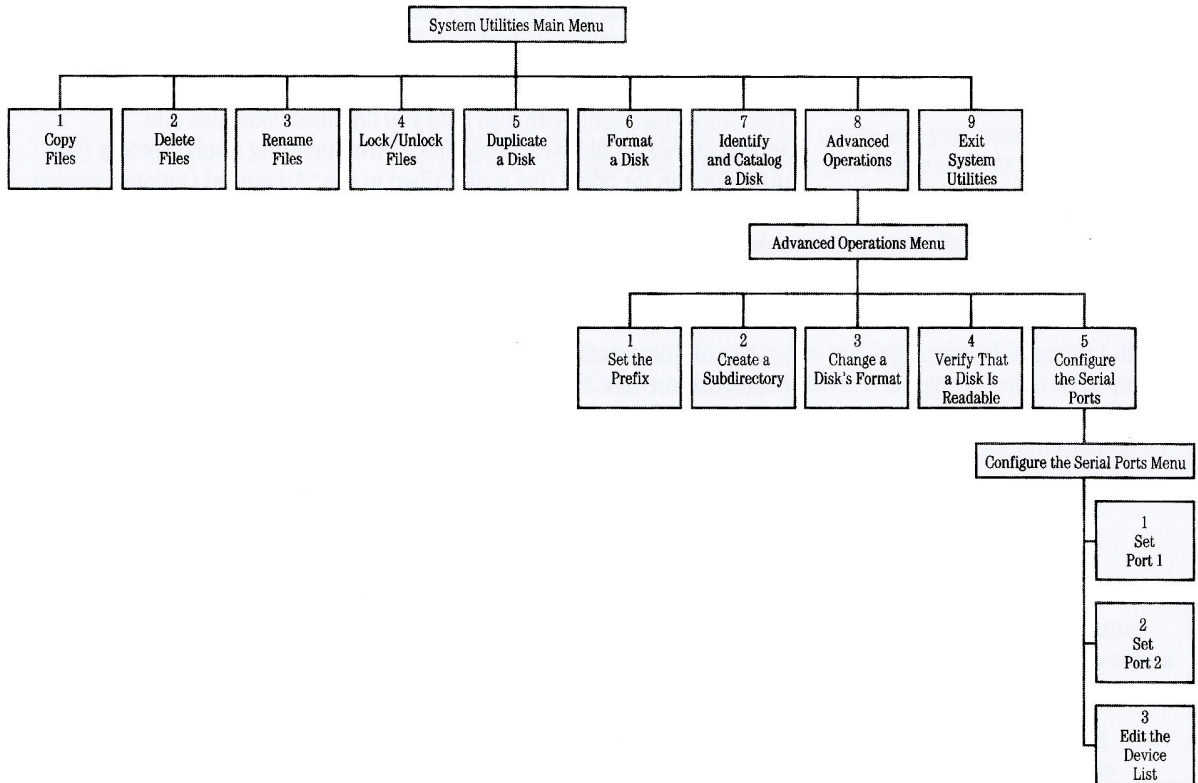 System Utilities Main Menu
1
Copy
Files
2
Delete
Files
3
Rename
Files
4
Lock/Unlock
Files
5
Duplicate
a Disk
6
Format
a Disk
7
Identify
and Catalog
a Disk
8
Advanced
Operations
9
Exit
System
Utilities
Advanced Operations Menu
1
Set the
Prefix
2
Create a
Subdirectory
3
Change a
Disk's Format
4
Verify That
a Disk Is
Readable
5
Configure
the Serial
Ports
Configure the Serial Ports Menu
1
Set
Port 1
2
Set
Port 2
3
Edit the
Device
List